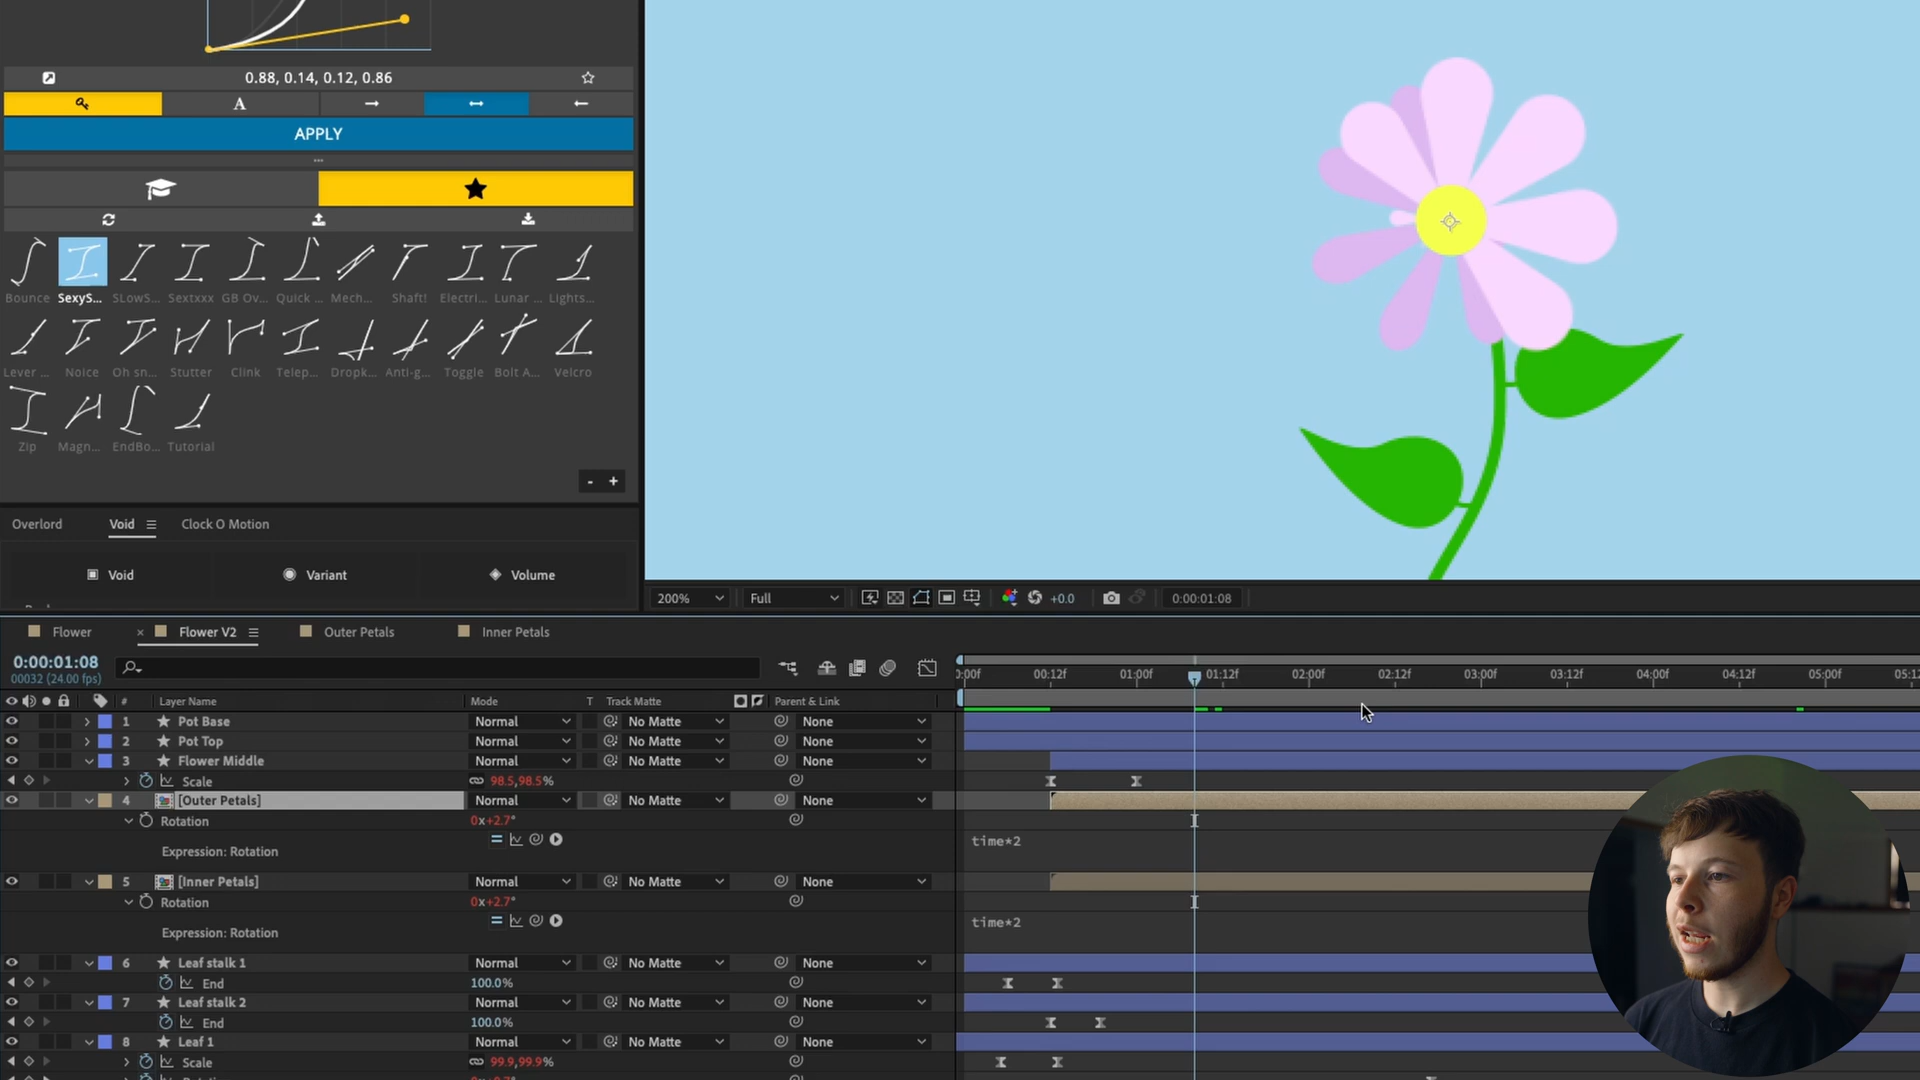 0.88, 0.14, 0.12, 0.86
A
APPLY
Bounce SexyS... SLowS... Sextxxx GB Ov... Quick ... Mech... Shaft! Electri... Lunar ... Lights...
Lever ... Noice Oh sn... Stutter Clink Telep... Dropk... Anti-g... Toggle Bolt A... Velcro
Zip Magn... EndBo... Tutorial
- +
Overlord Void Clock O Motion
Void Variant Volume
200% Full +0.0 0:00:01:08
Flower × Flower V2 Outer Petals Inner Petals
0:00:01:08
00032 (24.00 fps)
0:00f 00:12f 01:00f 01:12f 02:00f 02:12f 03:00f 03:12f 04:00f 04:12f 05:00f 05:12
# Layer Name Mode T Track Matte Parent & Link
1 Pot Base Normal No Matte None
2 Pot Top Normal No Matte None
3 Flower Middle Normal No Matte None
Scale 98.5,98.5%
4 [Outer Petals] Normal No Matte None
Rotation 0x+2.7°
Expression: Rotation time*2
5 [Inner Petals] Normal No Matte None
Rotation 0x+2.7°
Expression: Rotation time*2
6 Leaf stalk 1 Normal No Matte None
End 100.0%
7 Leaf stalk 2 Normal No Matte None
End 100.0%
8 Leaf 1 Normal No Matte None
Scale 99.9,99.9%